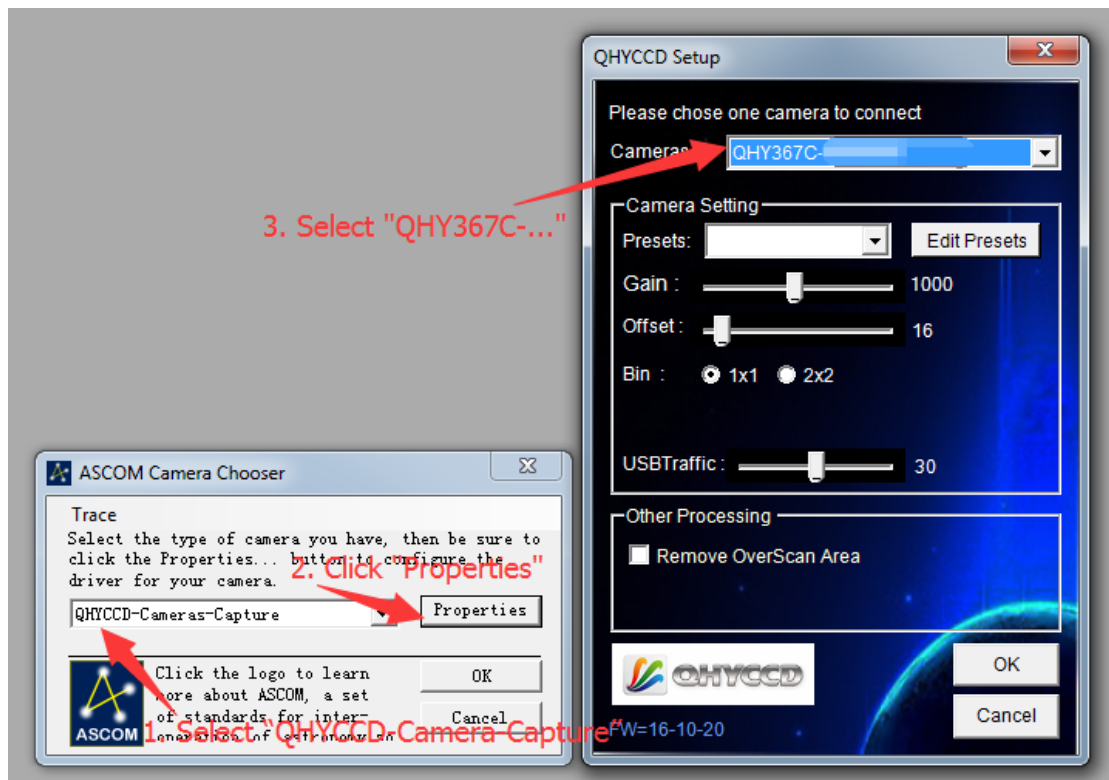 QHYCCD Setup
Please chose one camera to connect
Cameras
QHY367C-
3. Select "QHY367C-..."
Camera Setting
Presets:
Edit Presets
Gain :
1000
Offset :
16
Bin :
1x1
2x2
USBTraffic :
30
Other Processing
Remove OverScan Area
QHYCCD
OK
Cancel
FW=16-10-20
ASCOM Camera Chooser
Trace
Select the type of camera you have, then be sure to
click the Properties... button to configure the
driver for your camera.
2. Click "Properties"
QHYCCD-Cameras-Capture
Properties
Click the logo to learn
more about ASCOM, a set
of standards for inter-
operation of astronomy
ASCOM
OK
Cancel
1. Select "QHYCCD-Camera-Capture"